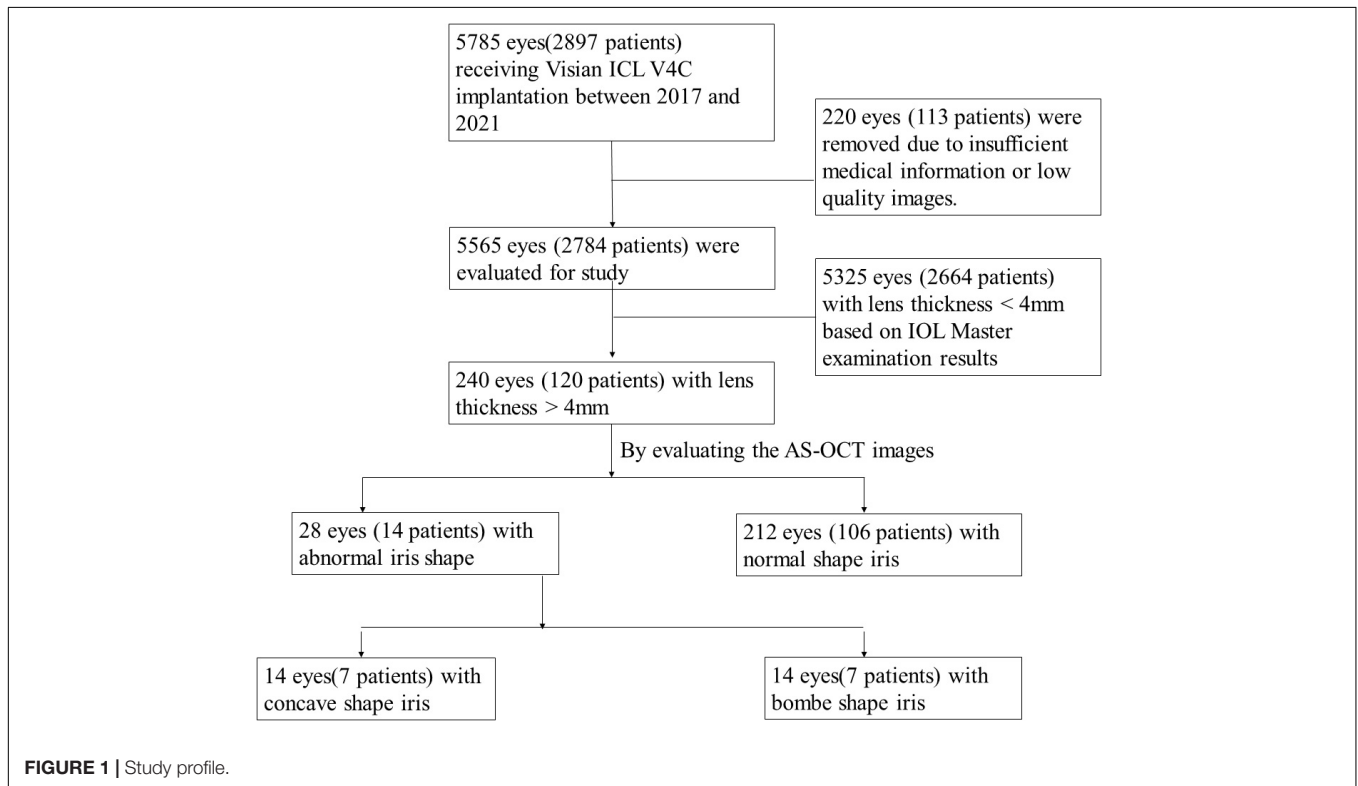 5785 eyes(2897 patients)
receiving Visian ICL V4C
implantation between 2017 and
2021
220 eyes (113 patients) were
removed due to insufficient
medical information or low
quality images.
5565 eyes (2784 patients) were
evaluated for study
5325 eyes (2664 patients)
with lens thickness < 4mm
based on IOL Master
examination results
240 eyes (120 patients) with lens
thickness > 4mm
By evaluating the AS-OCT images
28 eyes (14 patients) with
abnormal iris shape
212 eyes (106 patients) with
normal shape iris
14 eyes(7 patients) with
concave shape iris
14 eyes(7 patients) with
bombe shape iris
FIGURE 1 | Study profile.